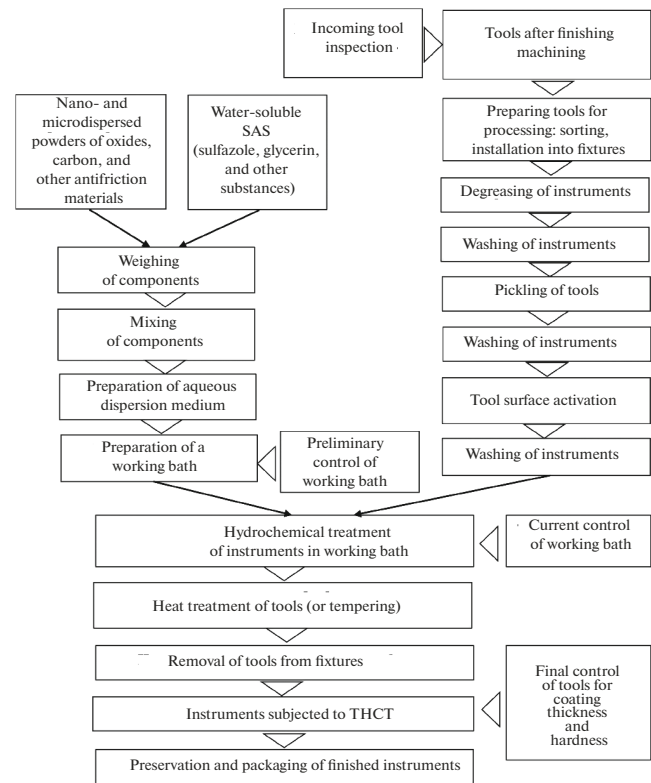 Incoming tool
inspection
Tools after finishing
machining
Nano- and
microdispersed
powders of oxides,
carbon, and
other antifriction
materials
Water-soluble
SAS
(sulfazole, glycerin,
and other
substances)
Preparing tools for
processing: sorting,
installation into fixtures
Degreasing of instruments
Washing of instruments
Pickling of tools
Washing of instruments
Tool surface activation
Washing of instruments
Weighing
of components
Mixing
of components
Preparation of aqueous
dispersion medium
Preparation of a
working bath
Preliminary
control of
working bath
Hydrochemical treatment
of instruments in working bath
Current control
of working bath
Heat treatment of tools (or tempering)
Removal of tools from fixtures
Instruments subjected to THCT
Final control
of tools for
coating
thickness
and
hardness
Preservation and packaging of finished instruments